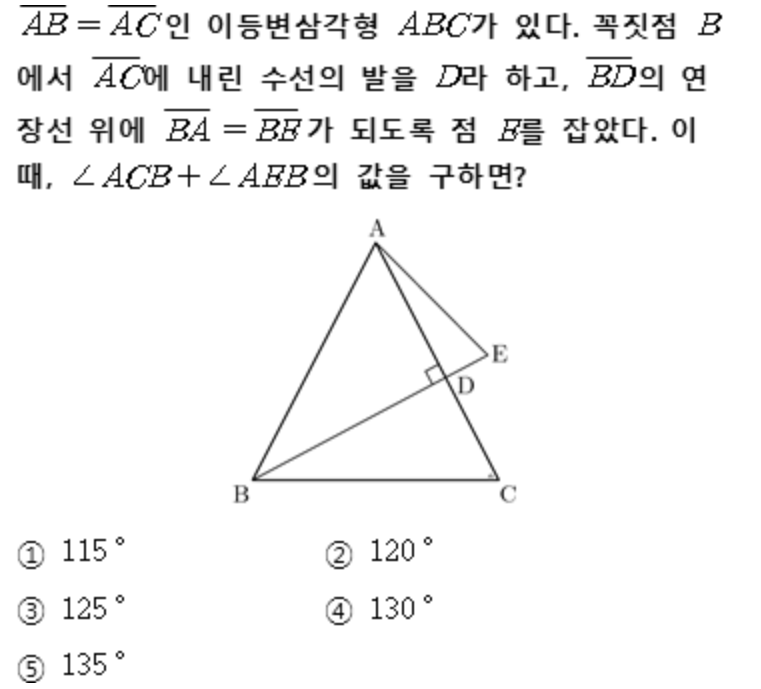 AB = AC인 이등변삼각형 ABC가 있다. 꼭짓점 B
에서 AC에 내린 수선의 발을 D라 하고, BD의 연
장선 위에 BA = BE가 되도록 점 E를 잡았다. 이
때, ∠ACB+∠AEB의 값을 구하면?
A
E
D
B
C
① 115°
② 120°
③ 125°
④ 130°
⑤ 135°